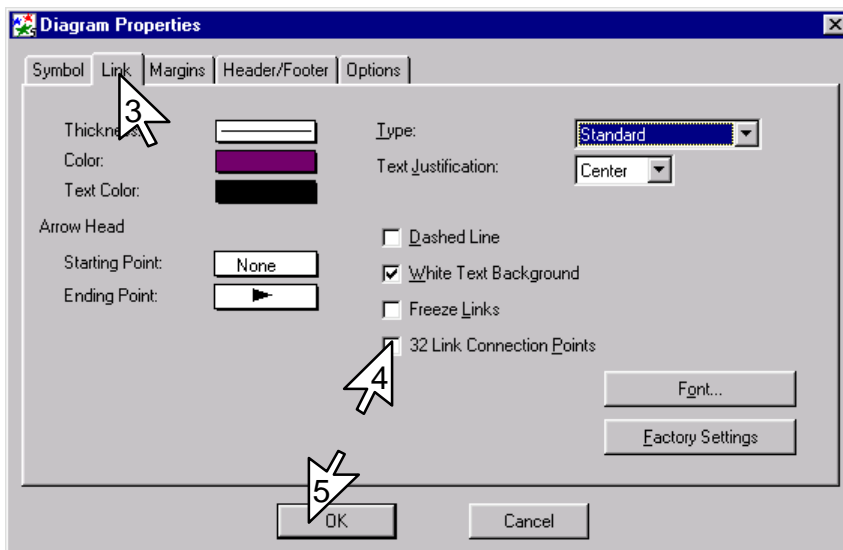 Diagram Properties
Symbol Link Margins Header/Footer Options
3
Thickness: Type: Standard
Color: Text Justification: Center
Text Color:
Arrow Head
Dashed Line
Starting Point: None White Text Background
Ending Point: Freeze Links
32 Link Connection Points
4
Font...
Factory Settings
5
OK Cancel